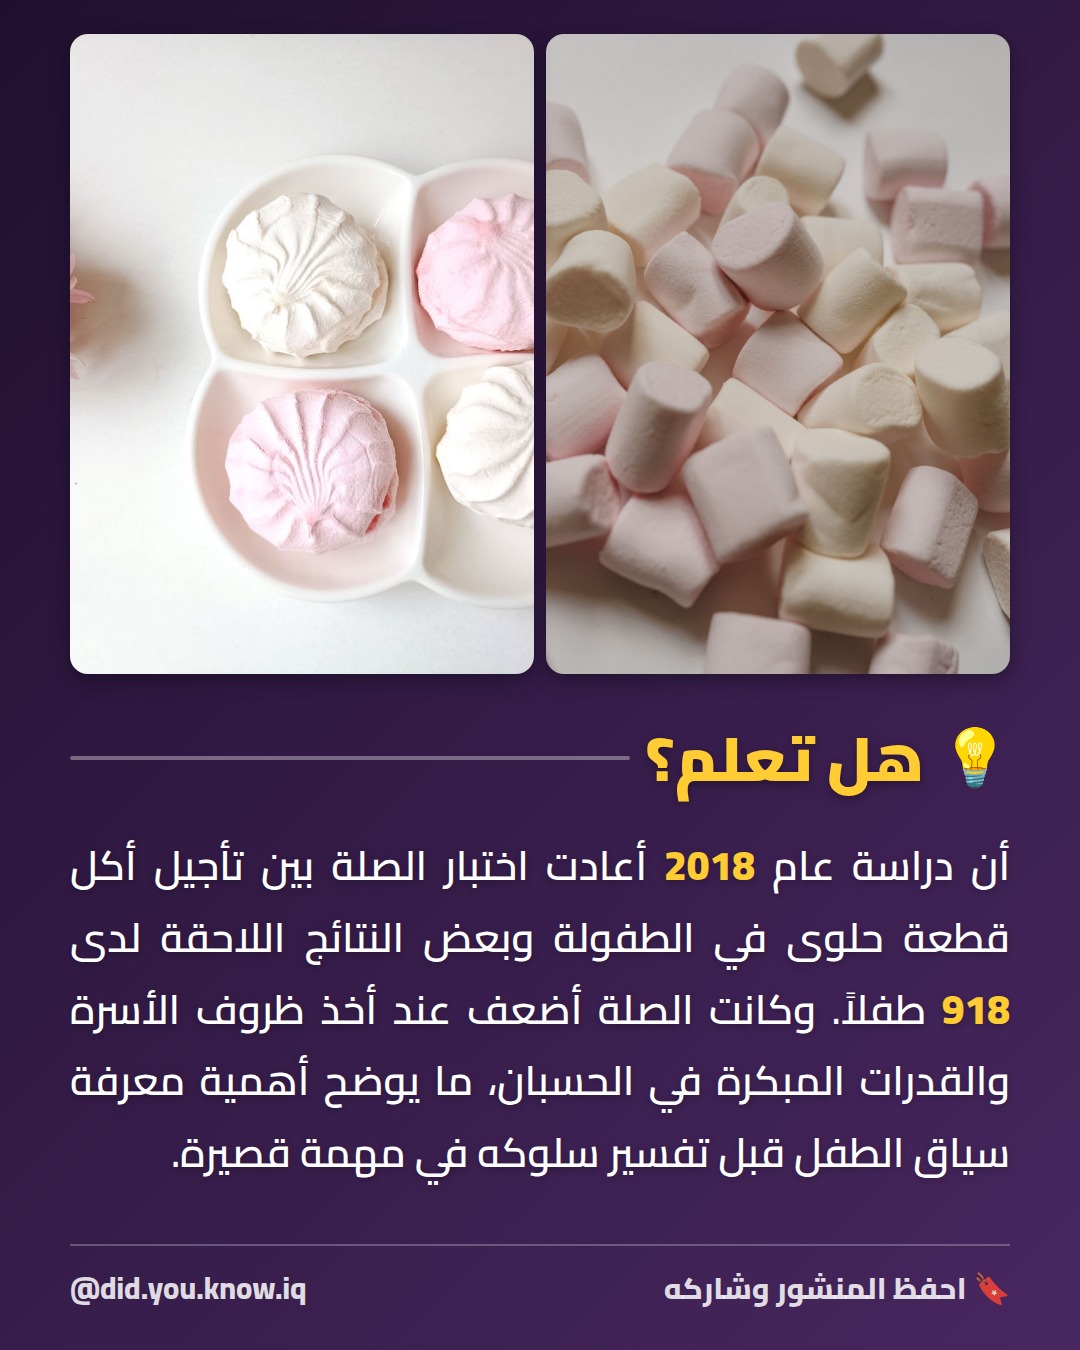 💡 هل تعلم؟
أن دراسة عام 2018 أعادت اختبار الصلة بين تأجيل أكل
قطعة حلوى في الطفولة وبعض النتائج اللاحقة لدى
918 طفلاً. وكانت الصلة أضعف عند أخذ ظروف الأسرة
والقدرات المبكرة في الحسبان، ما يوضح أهمية معرفة
سياق الطفل قبل تفسير سلوكه في مهمة قصيرة.
🔖 احفظ المنشور وشاركه
@did.you.know.iq